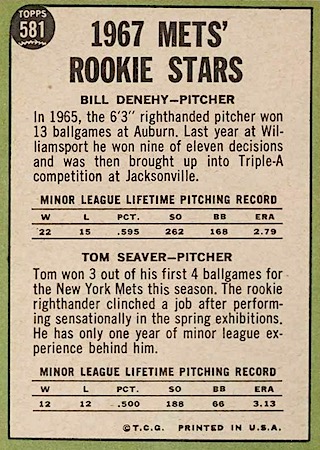 TOPPS
581
1967 METS'
ROOKIE STARS
BILL DENEHY—PITCHER
In 1965, the 6'3" righthanded pitcher won
13 ballgames at Auburn. Last year at Wil-
liamsport he won nine of eleven decisions
and was then brought up into Triple-A
competition at Jacksonville.
MINOR LEAGUE LIFETIME PITCHING RECORD
W L PCT. SO BB ERA
22 15 .595 262 168 2.79
TOM SEAVER—PITCHER
Tom won 3 out of his first 4 ballgames for
the New York Mets this season. The rookie
righthander clinched a job after perform-
ing sensationally in the spring exhibitions.
He has only one year of minor league ex-
perience behind him.
MINOR LEAGUE LIFETIME PITCHING RECORD
W L PCT. SO BB ERA
12 12 .500 188 66 3.13
©T.C.G. PRINTED IN U.S.A.